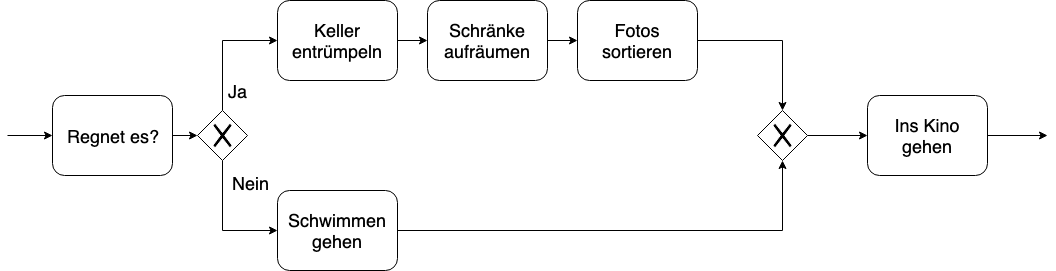 Keller
entrümpeln
Schränke
aufräumen
Fotos
sortieren
Ja
Regnet es?
X
X
Ins Kino
gehen
Nein
Schwimmen
gehen